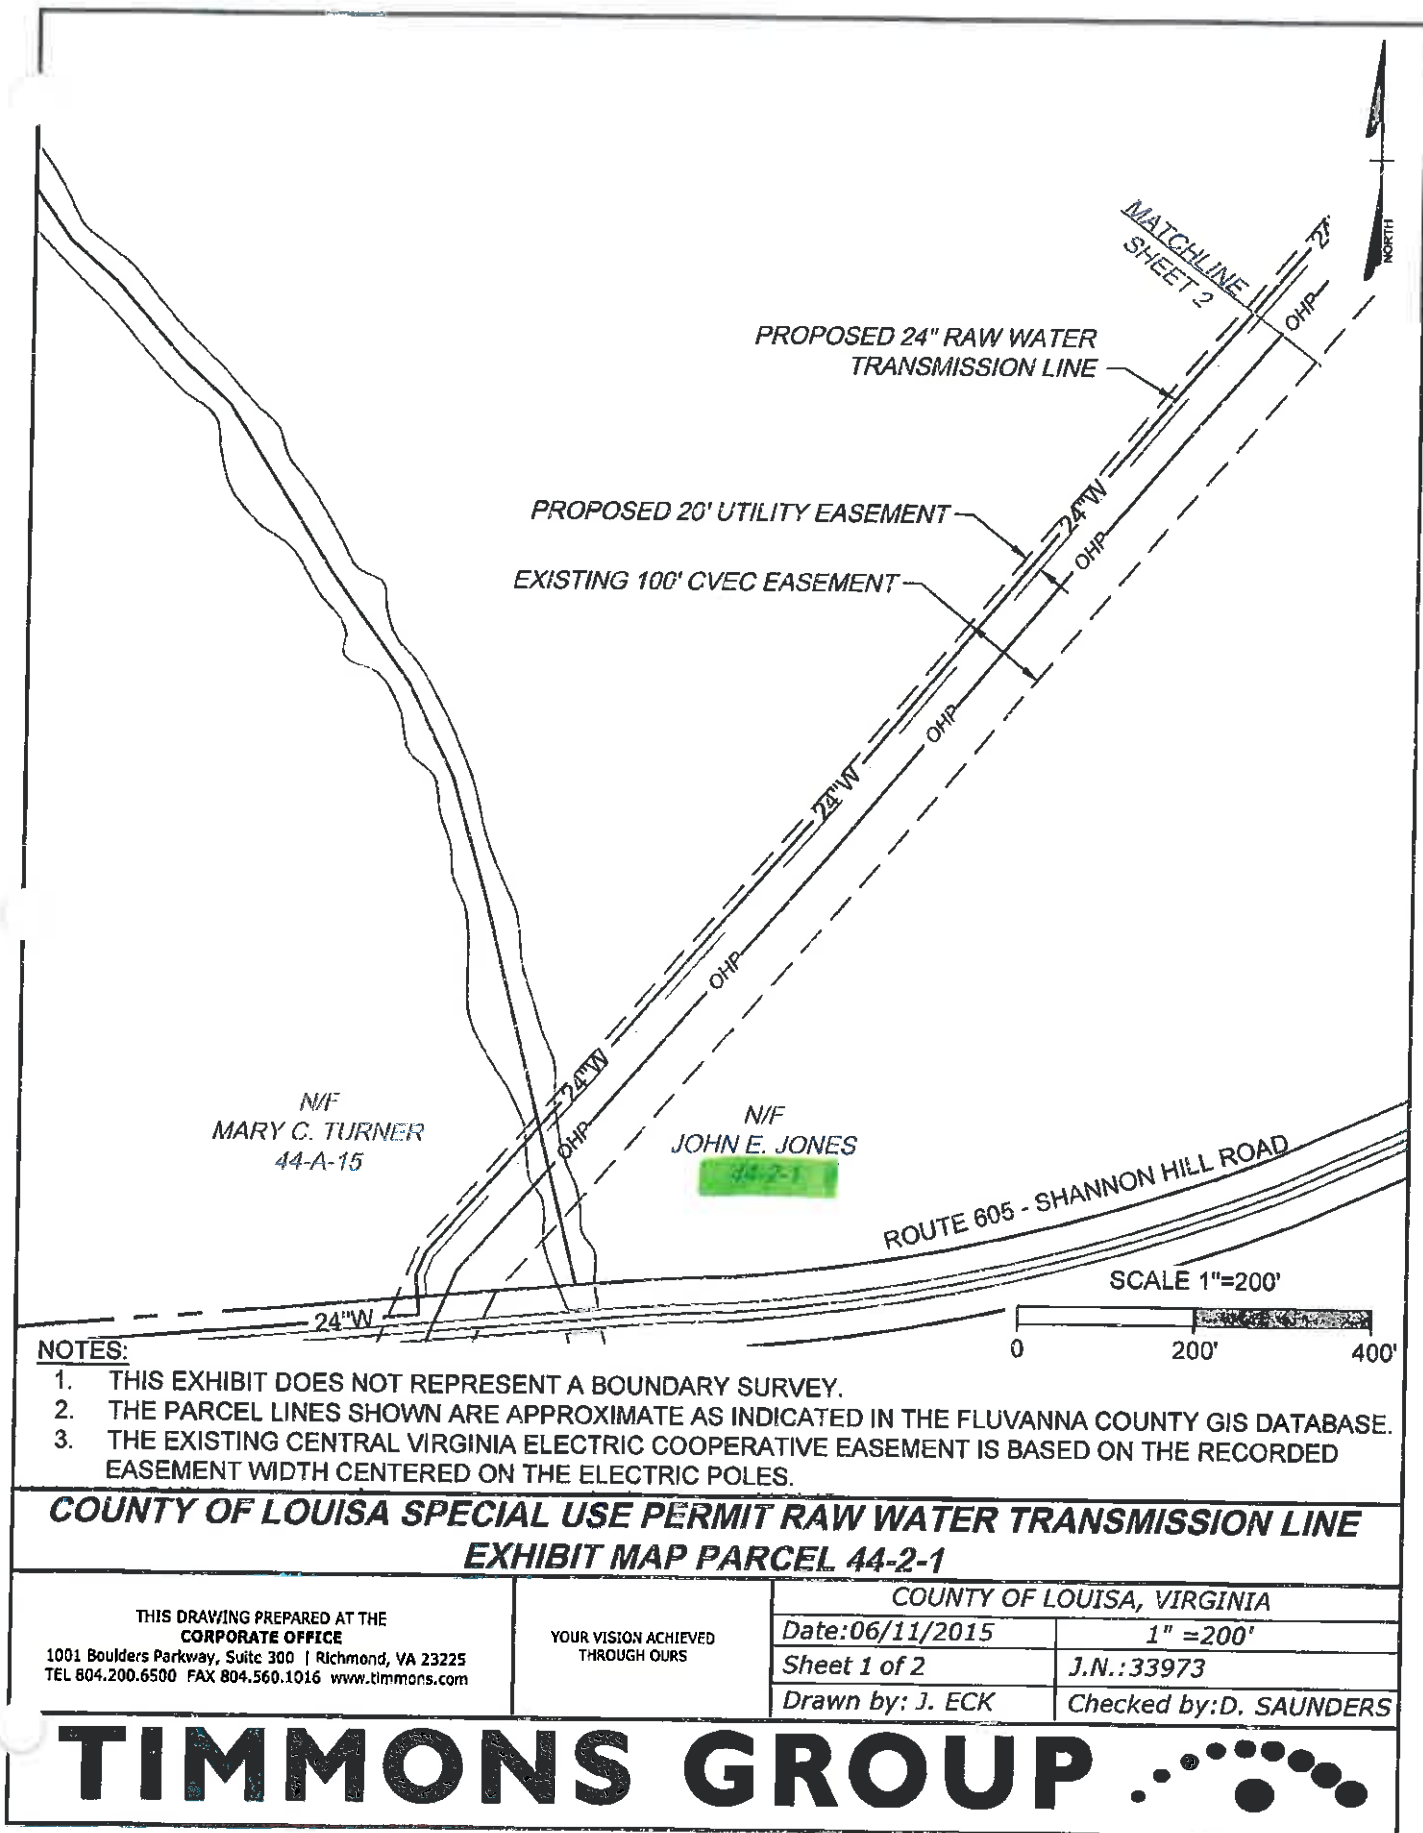 NORTH
MATCHLINE
SHEET 2
24"
OHP
PROPOSED 24" RAW WATER
TRANSMISSION LINE
PROPOSED 20' UTILITY EASEMENT
24"W
OHP
EXISTING 100' CVEC EASEMENT
OHP
24"W
OHP
24"W
OHP
N/F
MARY C. TURNER
44-A-15
N/F
JOHN E. JONES
44-2-1
ROUTE 605 - SHANNON HILL ROAD
24"W
SCALE 1"=200'
0 200' 400'
NOTES:
1. THIS EXHIBIT DOES NOT REPRESENT A BOUNDARY SURVEY.
2. THE PARCEL LINES SHOWN ARE APPROXIMATE AS INDICATED IN THE FLUVANNA COUNTY GIS DATABASE.
3. THE EXISTING CENTRAL VIRGINIA ELECTRIC COOPERATIVE EASEMENT IS BASED ON THE RECORDED
EASEMENT WIDTH CENTERED ON THE ELECTRIC POLES.
COUNTY OF LOUISA SPECIAL USE PERMIT RAW WATER TRANSMISSION LINE
EXHIBIT MAP PARCEL 44-2-1
THIS DRAWING PREPARED AT THE
CORPORATE OFFICE
1001 Boulders Parkway, Suite 300 | Richmond, VA 23225
TEL 804.200.6500 FAX 804.560.1016 www.timmons.com
YOUR VISION ACHIEVED
THROUGH OURS
COUNTY OF LOUISA, VIRGINIA
Date:06/11/2015 1" =200'
Sheet 1 of 2 J.N.:33973
Drawn by: J. ECK Checked by:D. SAUNDERS
TIMMONS GROUP